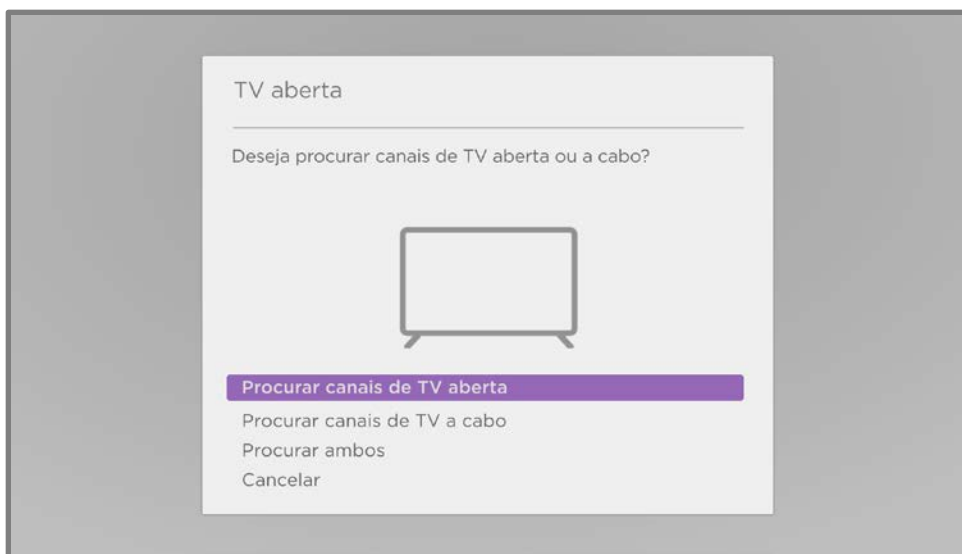 TV aberta
Deseja procurar canais de TV aberta ou a cabo?
Procurar canais de TV aberta
Procurar canais de TV a cabo
Procurar ambos
Cancelar